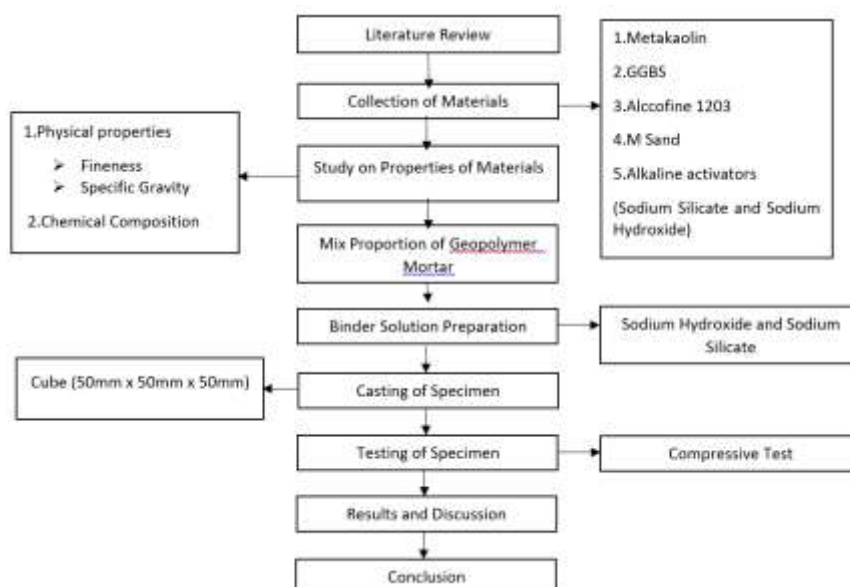 Literature Review
Collection of Materials
1.Metakaolin
2.GGBS
3.Alccofine 1203
4.M Sand
5.Alkaline activators
(Sodium Silicate and Sodium
Hydroxide)
Study on Properties of Materials
1.Physical properties
➢ Fineness
➢ Specific Gravity
2.Chemical Composition
Mix Proportion of Geopolymer
Mortar
Binder Solution Preparation
Sodium Hydroxide and Sodium
Silicate
Casting of Specimen
Cube (50mm x 50mm x 50mm)
Testing of Specimen
Compressive Test
Results and Discussion
Conclusion